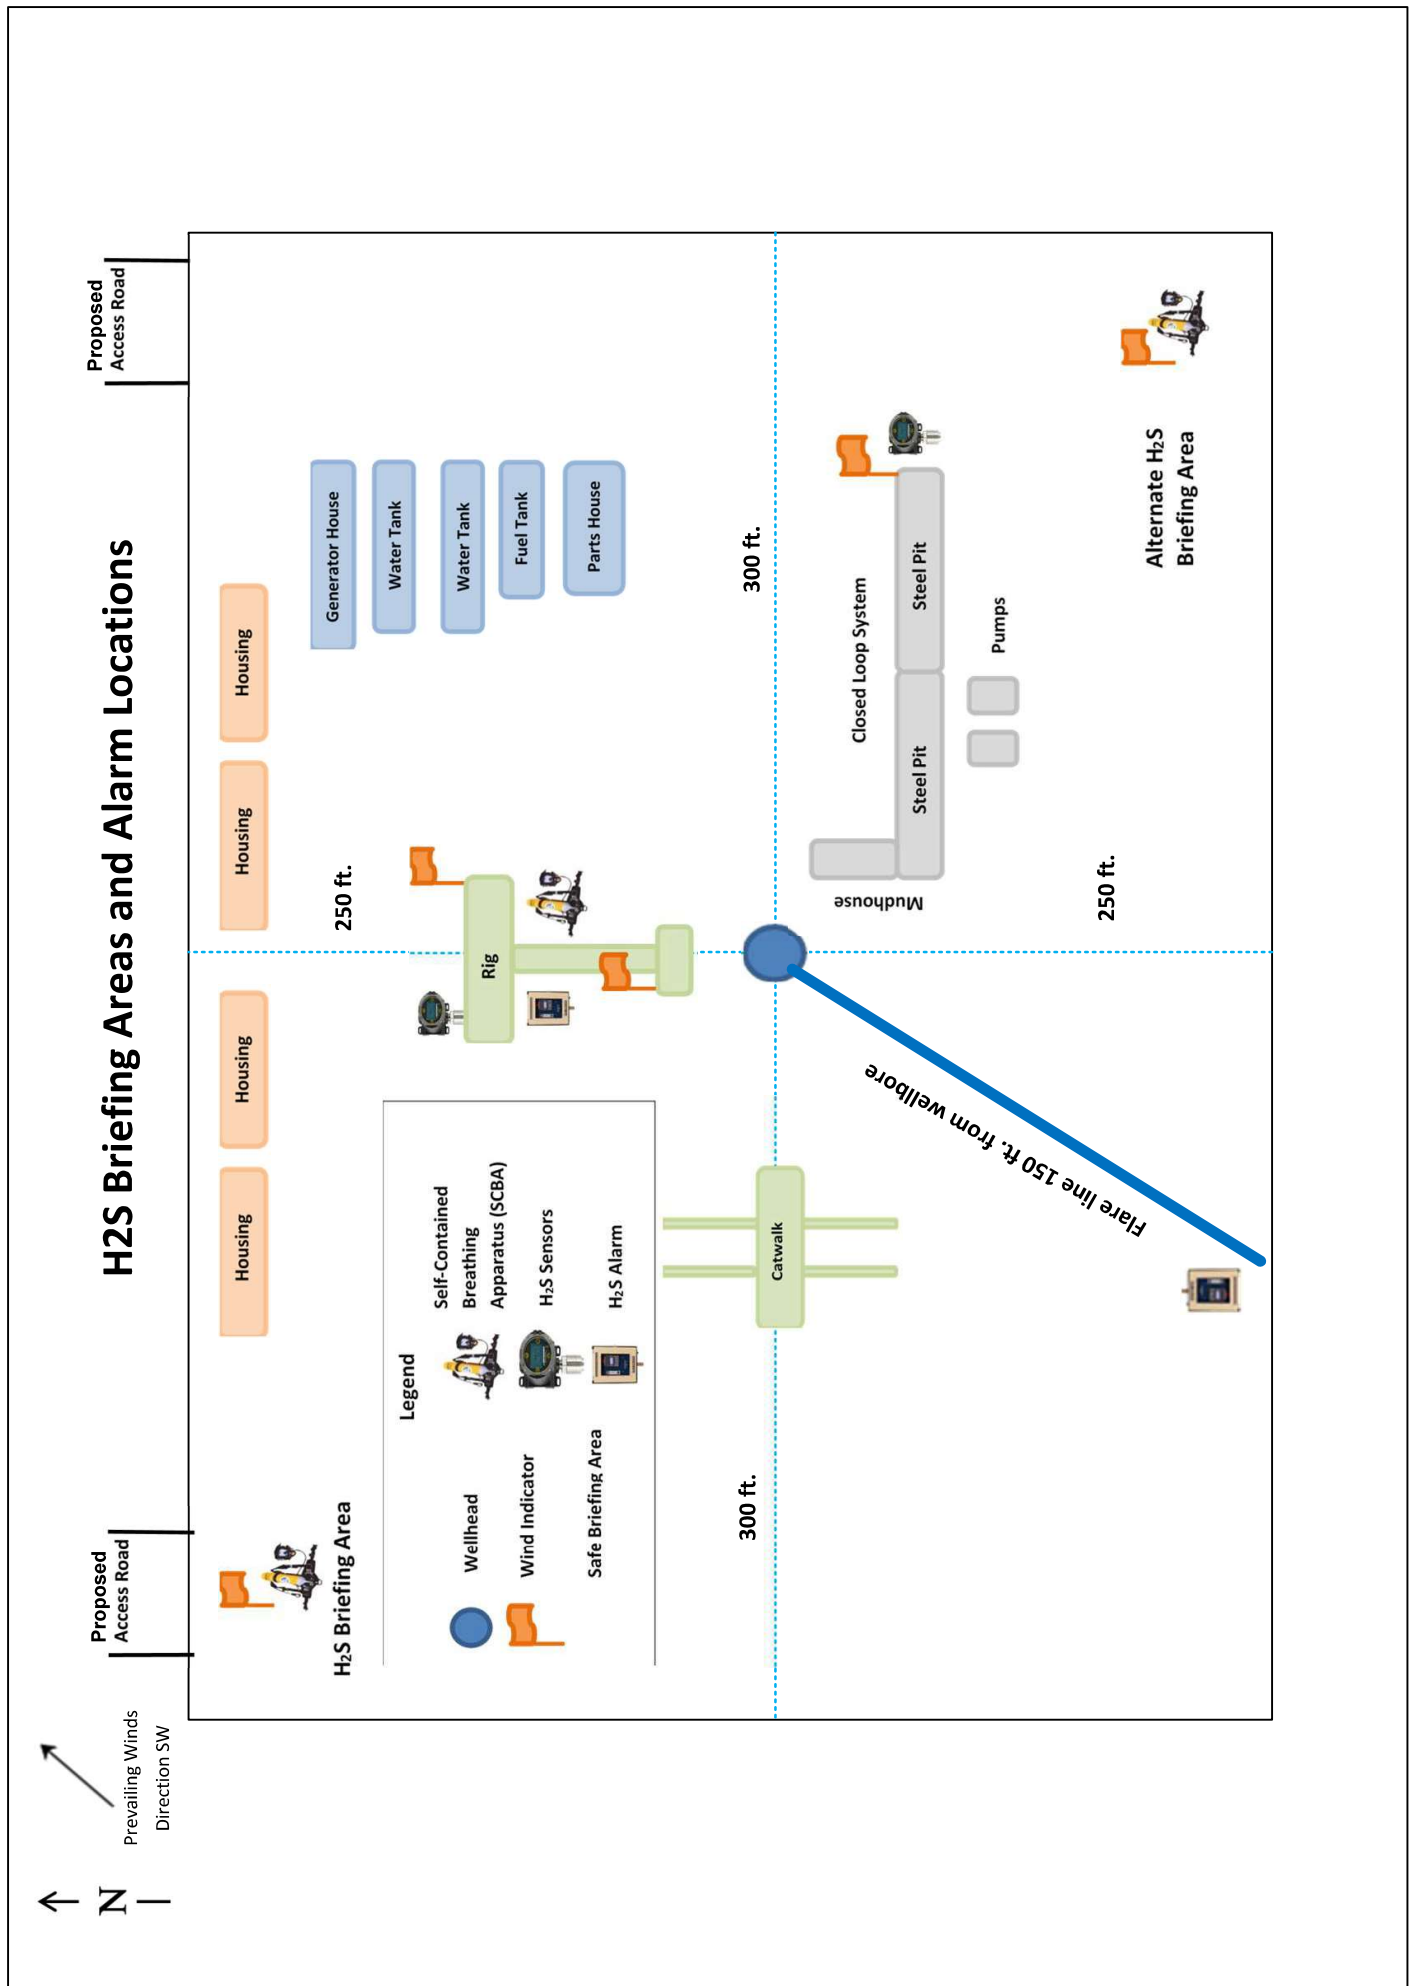 H2S Briefing Areas and Alarm Locations
N
Prevailing Winds
Direction SW
Proposed
Access Road
Proposed
Access Road
H₂S Briefing Area
Housing
Housing
Housing
Housing
250 ft.
Legend
Wellhead
Wind Indicator
Safe Briefing Area
Self-Contained
Breathing
Apparatus (SCBA)
H₂S Sensors
H₂S Alarm
Rig
Generator House
Water Tank
Water Tank
Fuel Tank
Parts House
300 ft.
Catwalk
300 ft.
Mudhouse
Closed Loop System
Steel Pit
Steel Pit
Pumps
Flare line 150 ft. from wellbore
250 ft.
Alternate H₂S
Briefing Area